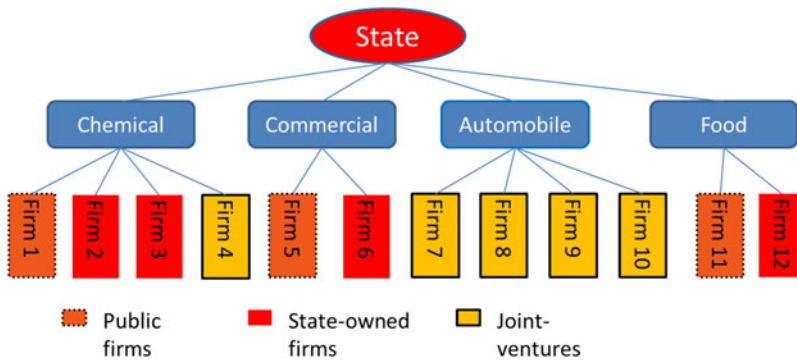 State
Chemical
Commercial
Automobile
Food
Firm 1
Firm 2
Firm 3
Firm 4
Firm 5
Firm 6
Firm 7
Firm 8
Firm 9
Firm 10
Firm 11
Firm 12
Public
firms
State-owned
firms
Joint-
ventures